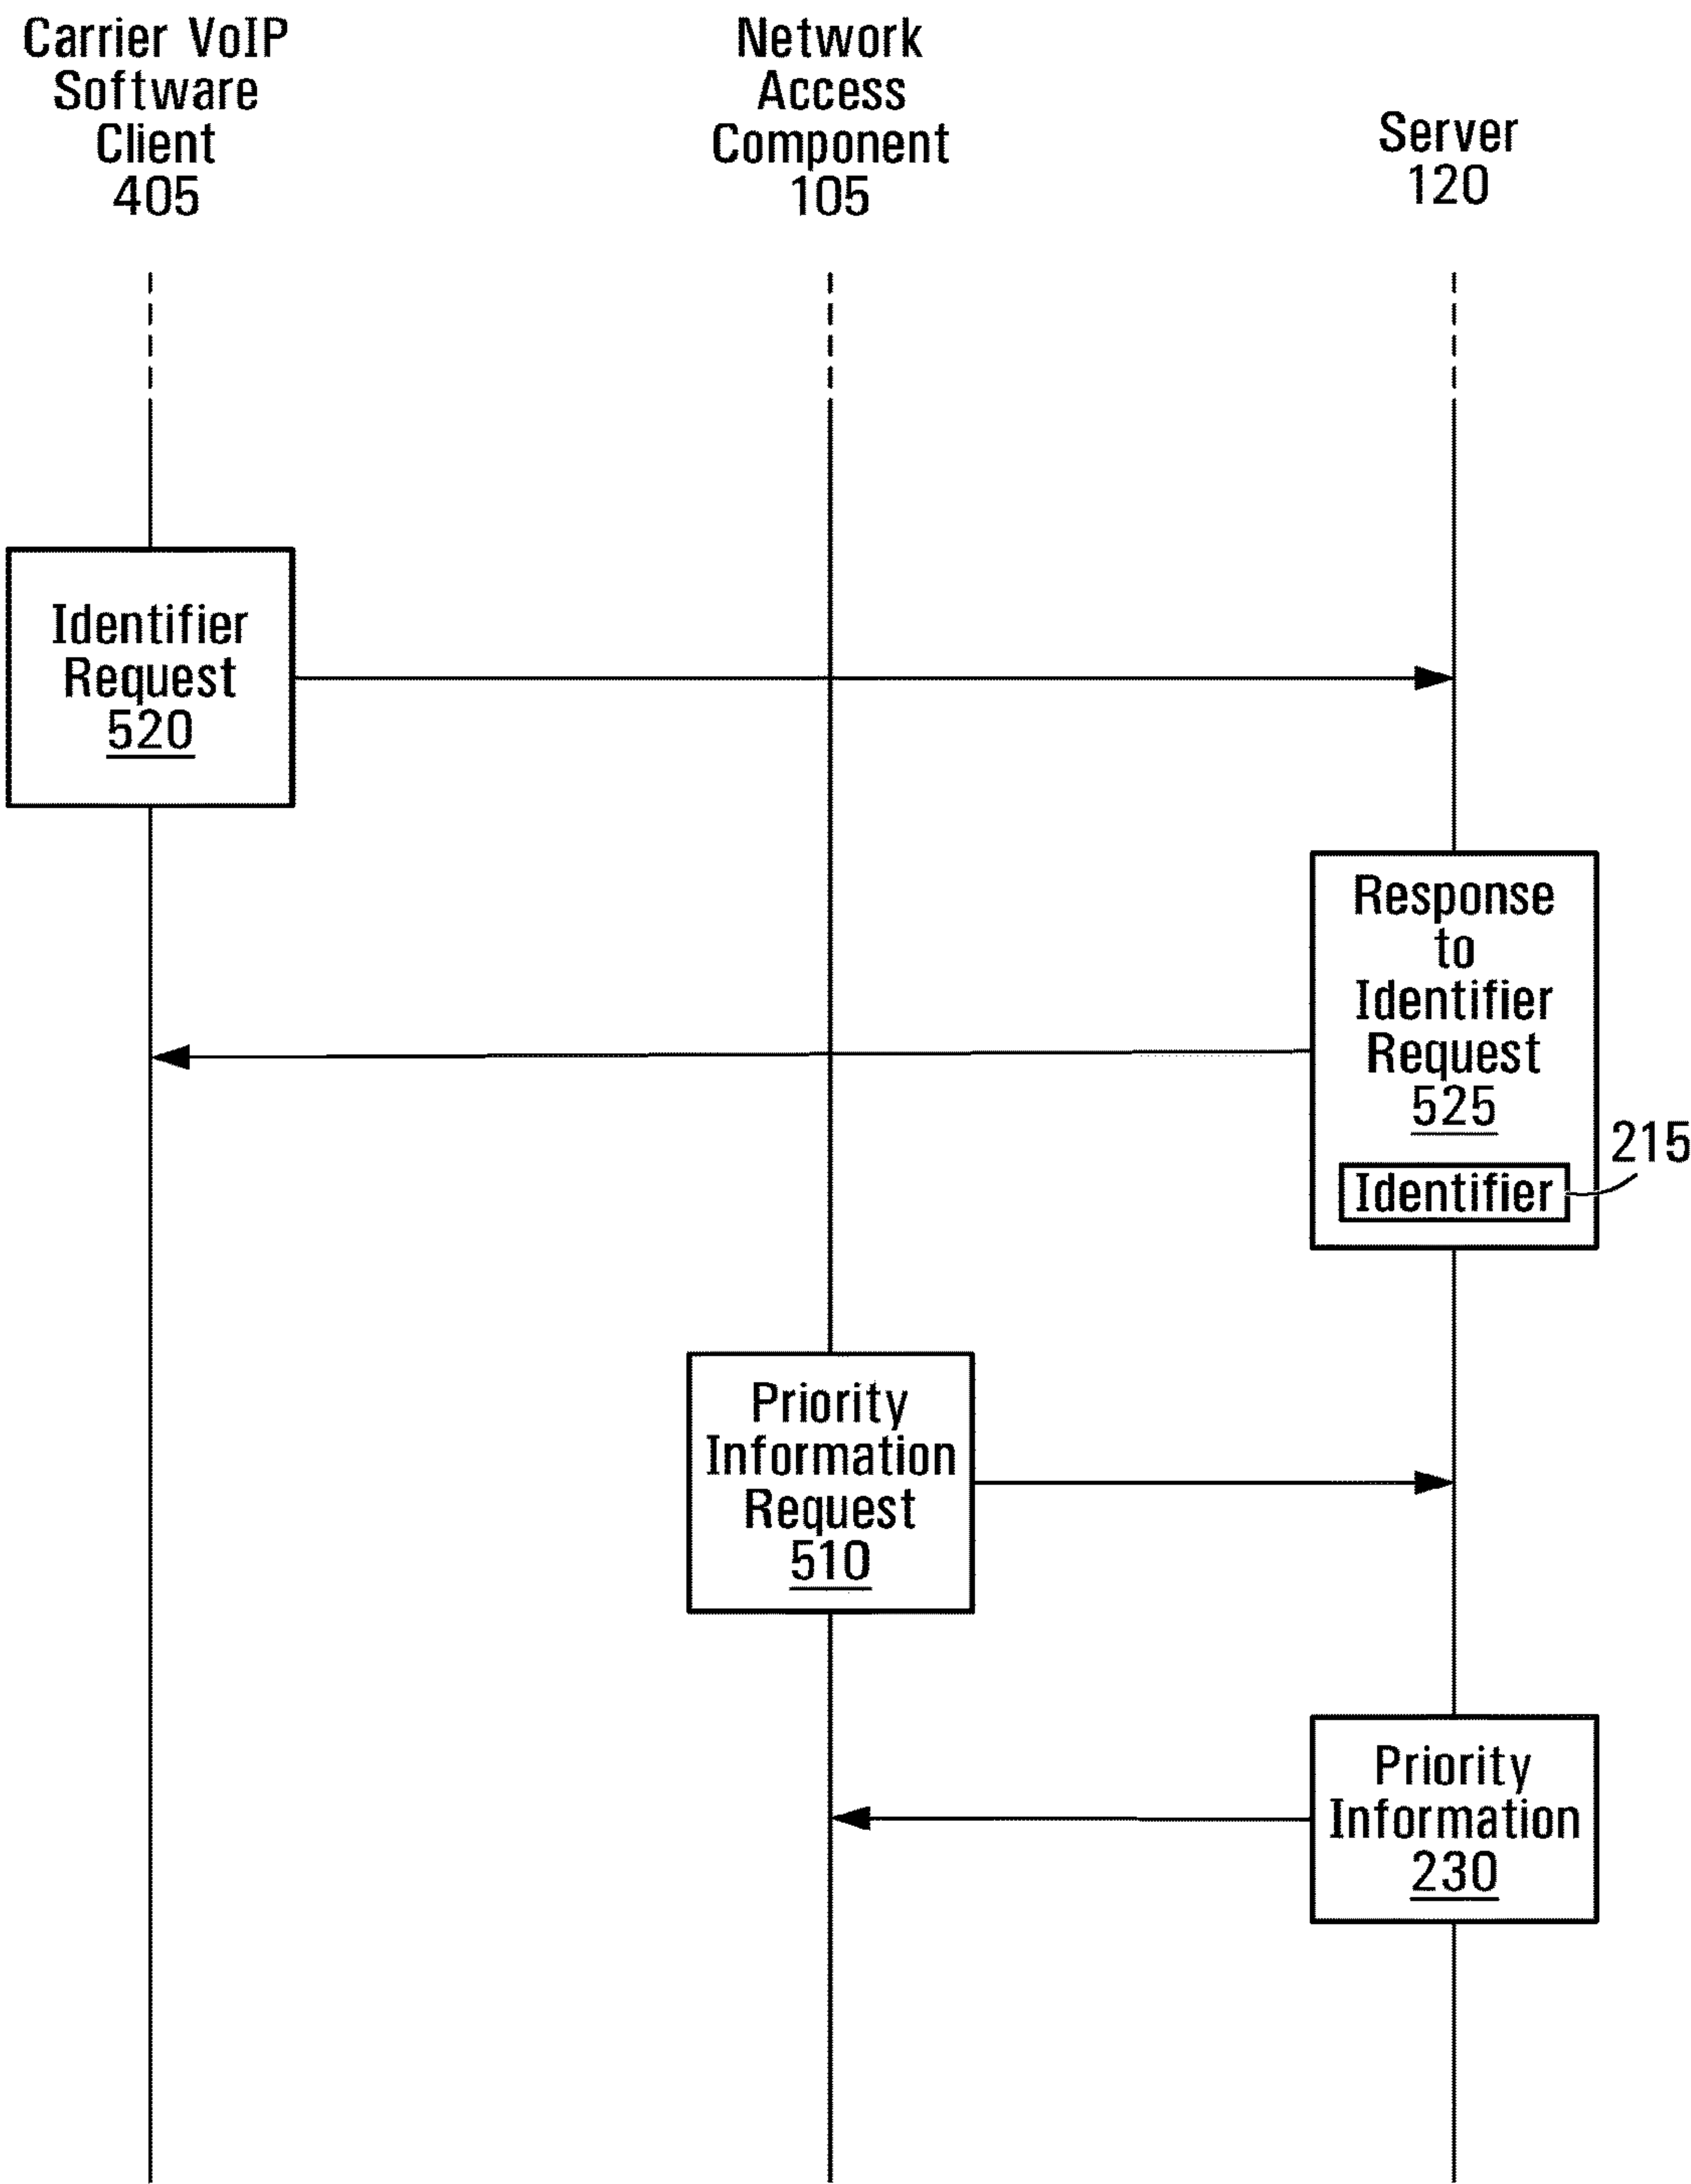 Carrier VoIP
Software
Client
405
Network
Access
Component
105
Server
120
Identifier
Request
520
Response
to
Identifier
Request
525
215
Identifier
Priority
Information
Request
510
Priority
Information
230